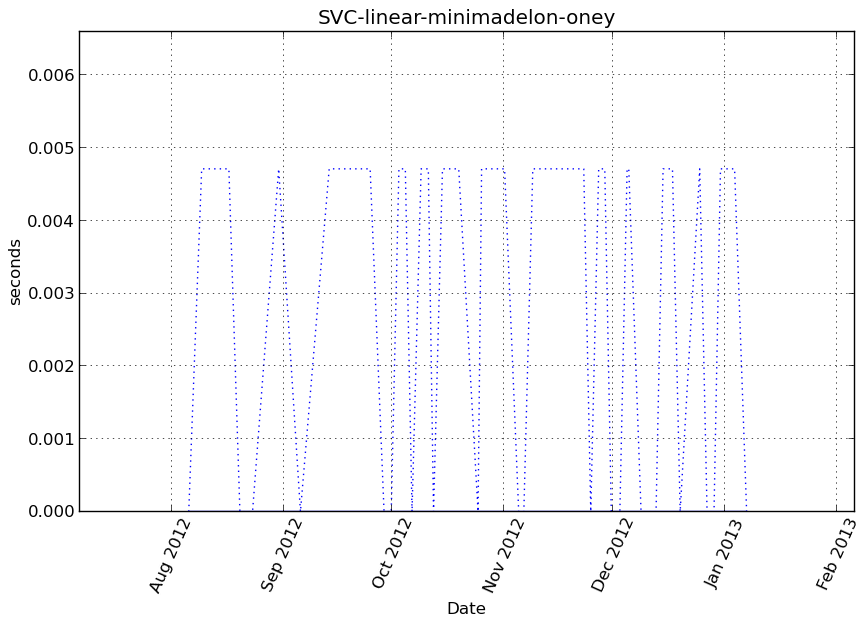 SVC-linear-minimadelon-oney
0.006
0.005
0.004
0.003
0.002
0.001
0.000
seconds
Aug 2012
Sep 2012
Oct 2012
Nov 2012
Dec 2012
Jan 2013
Feb 2013
Date